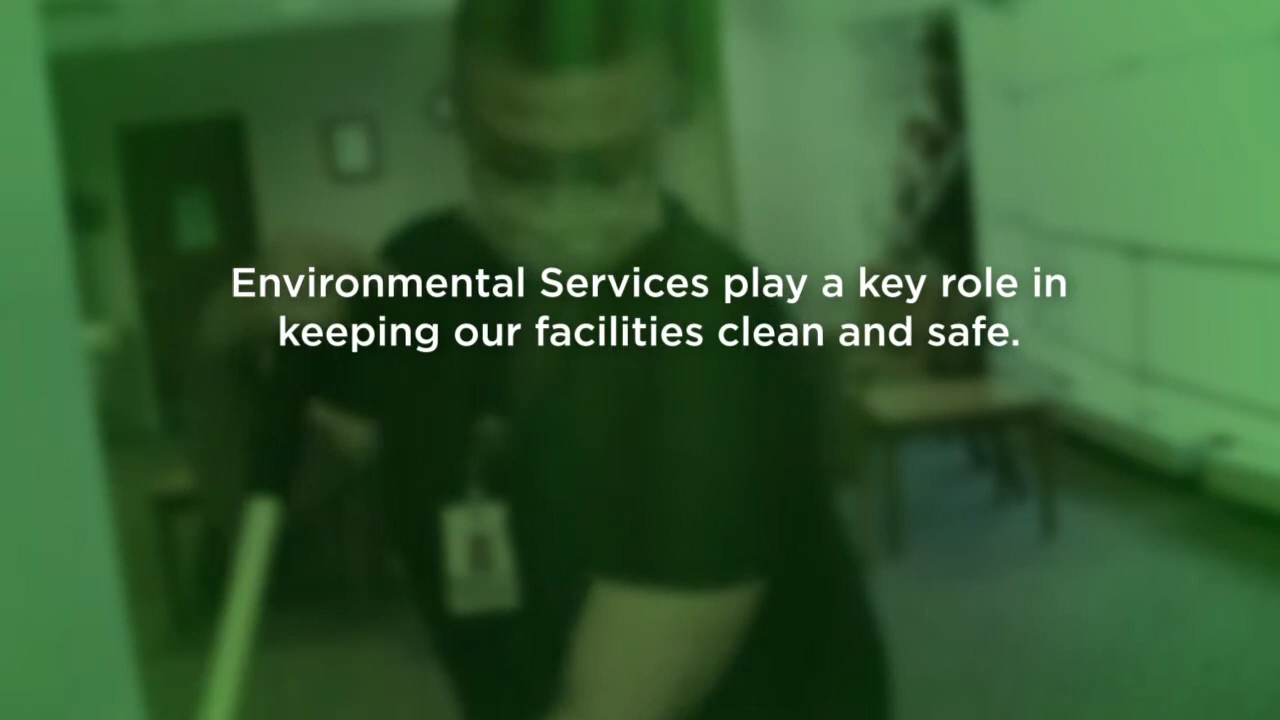 Environmental Services play a key role in
keeping our facilities clean and safe.